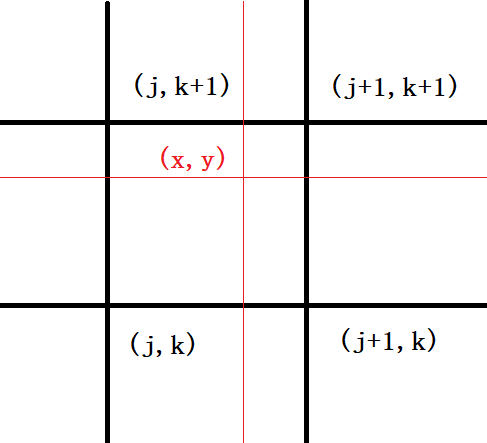 (j, k+1) (j+1, k+1)
(x, y)
(j, k) (j+1, k)